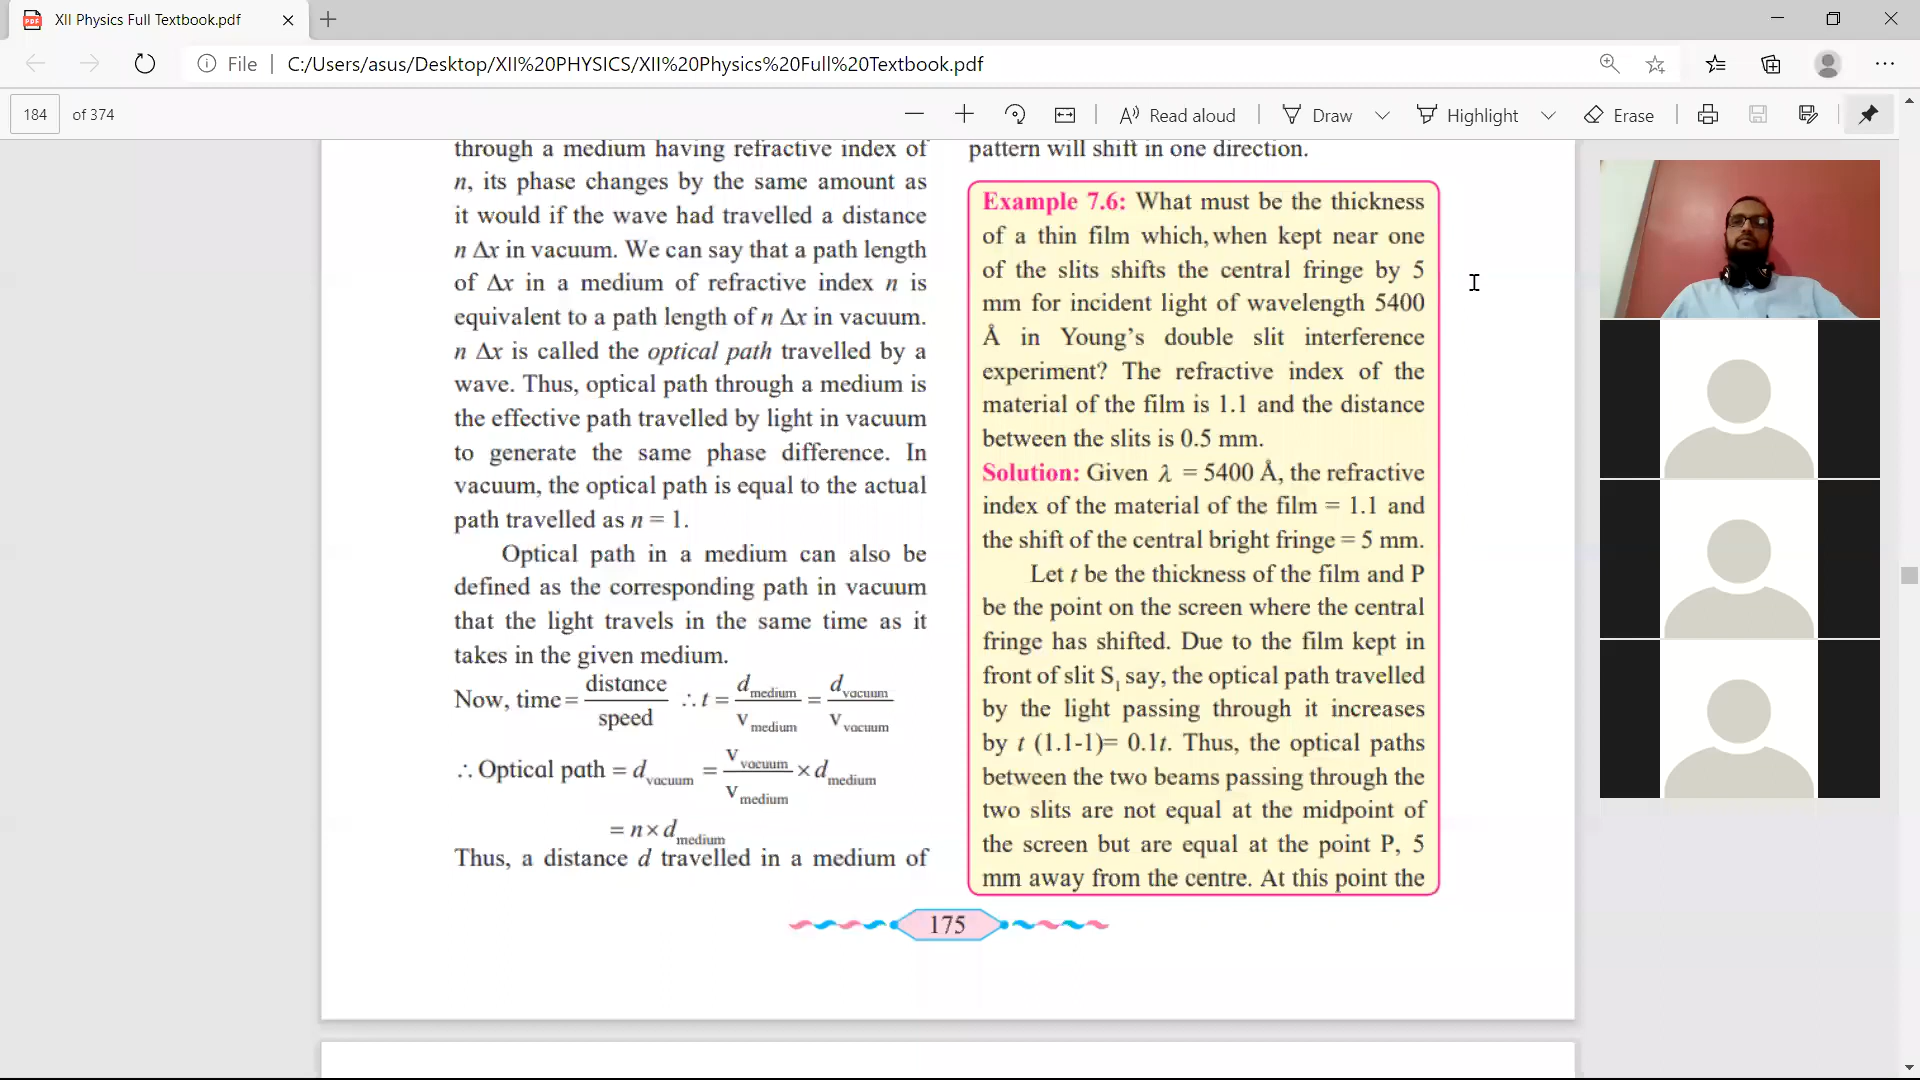 XII Physics Full Textbook.pdf
File
C:/Users/asus/Desktop/XII%20PHYSICS/XII%20Physics%20Full%20Textbook.pdf
184 of 374
Read aloud
Draw
Highlight
Erase
through a medium having refractive index of
n, its phase changes by the same amount as
it would if the wave had travelled a distance
n Δx in vacuum. We can say that a path length
of Δx in a medium of refractive index n is
equivalent to a path length of n Δx in vacuum.
n Δx is called the optical path travelled by a
wave. Thus, optical path through a medium is
the effective path travelled by light in vacuum
to generate the same phase difference. In
vacuum, the optical path is equal to the actual
path travelled as n = 1.
Optical path in a medium can also be
defined as the corresponding path in vacuum
that the light travels in the same time as it
takes in the given medium.
Now, time = distance / speed ∴ t = d medium / v medium = d vacuum / v vacuum
∴ Optical path = d vacuum = v vacuum / v medium × d medium
= n × d medium
Thus, a distance d travelled in a medium of
pattern will shift in one direction.
Example 7.6: What must be the thickness
of a thin film which, when kept near one
of the slits shifts the central fringe by 5
mm for incident light of wavelength 5400
Å in Young's double slit interference
experiment? The refractive index of the
material of the film is 1.1 and the distance
between the slits is 0.5 mm.
Solution: Given λ = 5400 Å, the refractive
index of the material of the film = 1.1 and
the shift of the central bright fringe = 5 mm.
Let t be the thickness of the film and P
be the point on the screen where the central
fringe has shifted. Due to the film kept in
front of slit S₁ say, the optical path travelled
by the light passing through it increases
by t (1.1-1)= 0.1t. Thus, the optical paths
between the two beams passing through the
two slits are not equal at the midpoint of
the screen but are equal at the point P, 5
mm away from the centre. At this point the
175